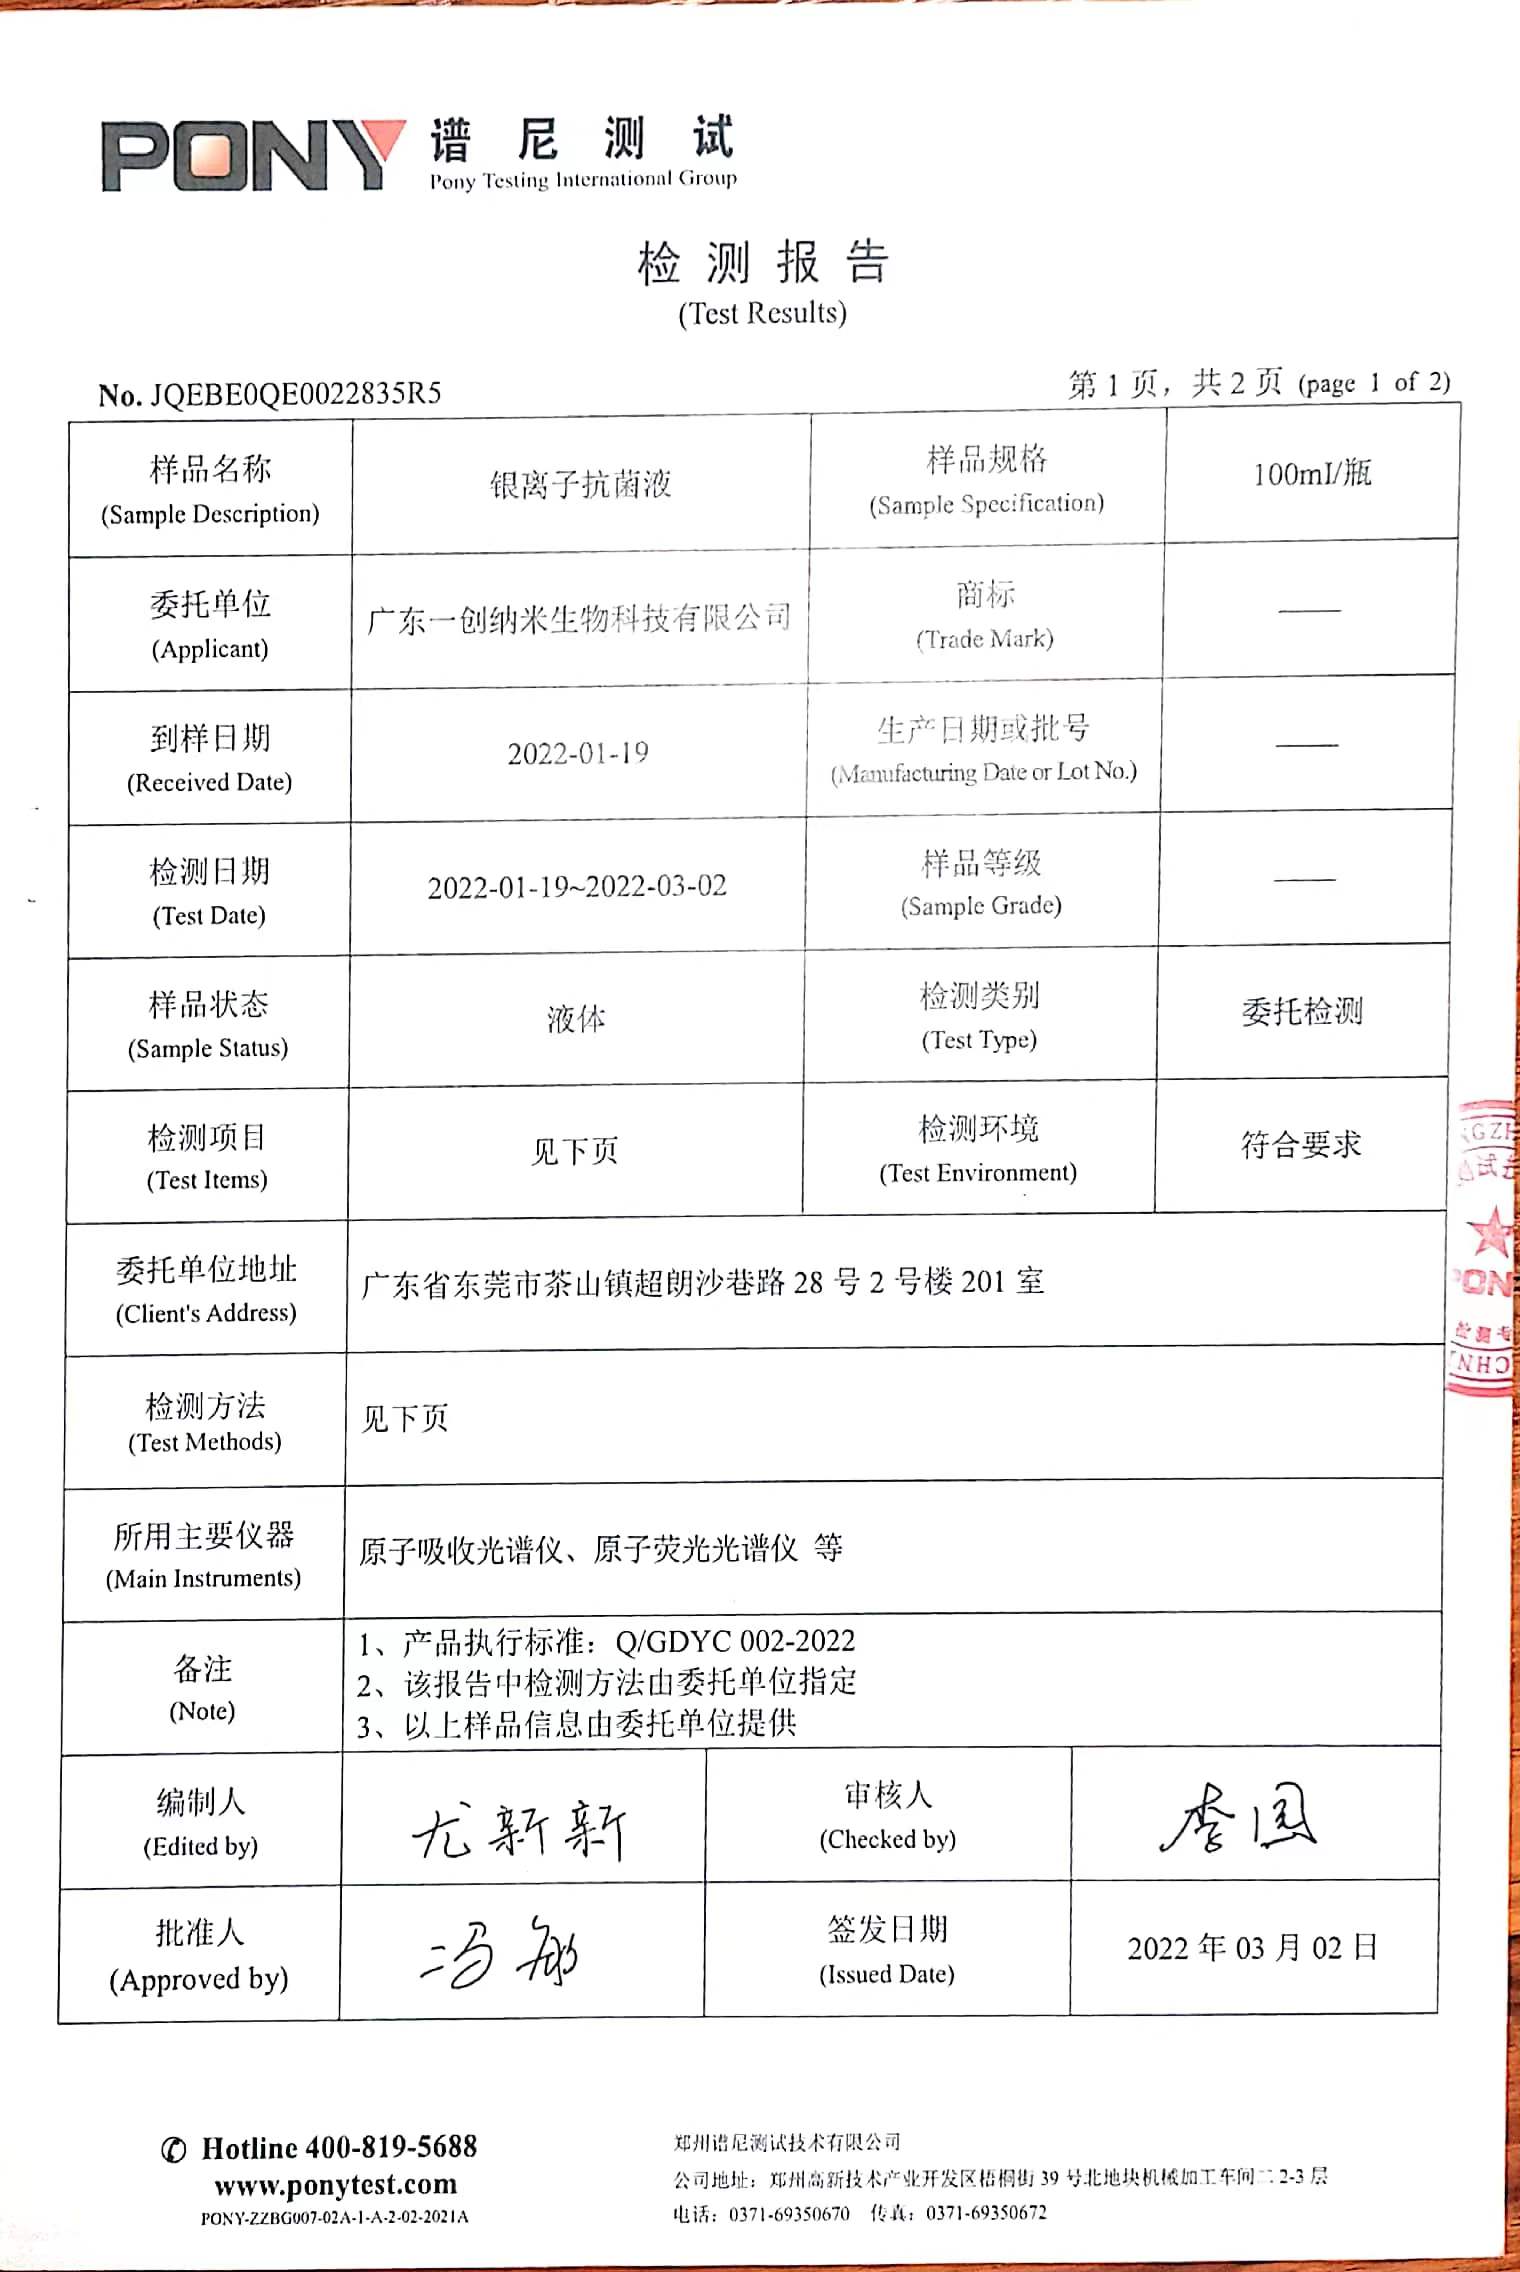 PONY 谱尼测试
Pony Testing International Group
检测报告
(Test Results)
No. JQEBE0QE0022835R5
第1页，共2页 (page 1 of 2)
样品名称
(Sample Description)
银离子抗菌液
样品规格
(Sample Specification)
100ml/瓶
委托单位
(Applicant)
广东一创纳米生物科技有限公司
商标
(Trade Mark)
——
到样日期
(Received Date)
2022-01-19
生产日期或批号
(Manufacturing Date or Lot No.)
——
检测日期
(Test Date)
2022-01-19~2022-03-02
样品等级
(Sample Grade)
——
样品状态
(Sample Status)
液体
检测类别
(Test Type)
委托检测
检测项目
(Test Items)
见下页
检测环境
(Test Environment)
符合要求
委托单位地址
(Client's Address)
广东省东莞市茶山镇超朗沙巷路 28 号 2 号楼 201 室
检测方法
(Test Methods)
见下页
所用主要仪器
(Main Instruments)
原子吸收光谱仪、原子荧光光谱仪 等
备注
(Note)
1、产品执行标准：Q/GDYC 002-2022
2、该报告中检测方法由委托单位指定
3、以上样品信息由委托单位提供
编制人
(Edited by)
尤新新
审核人
(Checked by)
李
批准人
(Approved by)
冯敏
签发日期
(Issued Date)
2022 年 03 月 02 日
Hotline 400-819-5688
www.ponytest.com
PONY-ZZBG007-02A-1-A-2-02-2021A
郑州谱尼测试技术有限公司
公司地址：郑州高新技术产业开发区梧桐街 39 号北地块机械加工车间二 2-3 层
电话：0371-69350670 传真：0371-69350672
GZH
PON
CHN